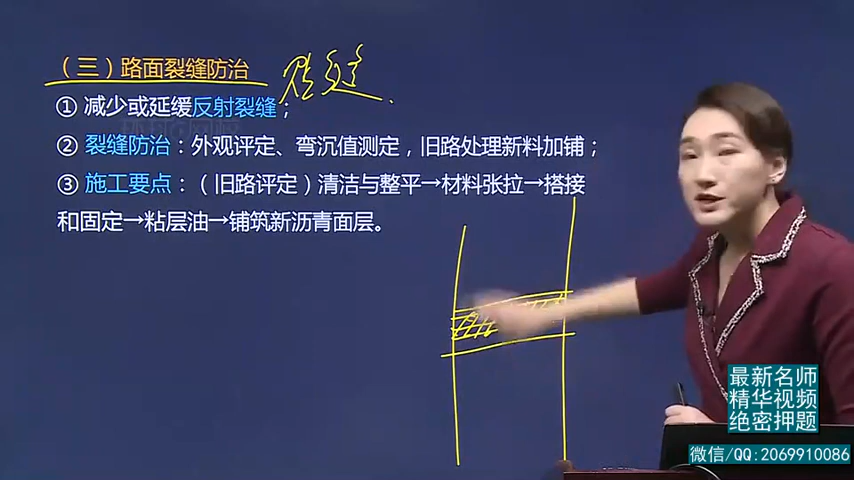 （三）路面裂缝防治
① 减少或延缓反射裂缝；
② 裂缝防治：外观评定、弯沉值测定，旧路处理新料加铺；
③ 施工要点：（旧路评定）清洁与整平→材料张拉→搭接
和固定→粘层油→铺筑新沥青面层。
最新名师
精华视频
绝密押题
微信/QQ:2069910086